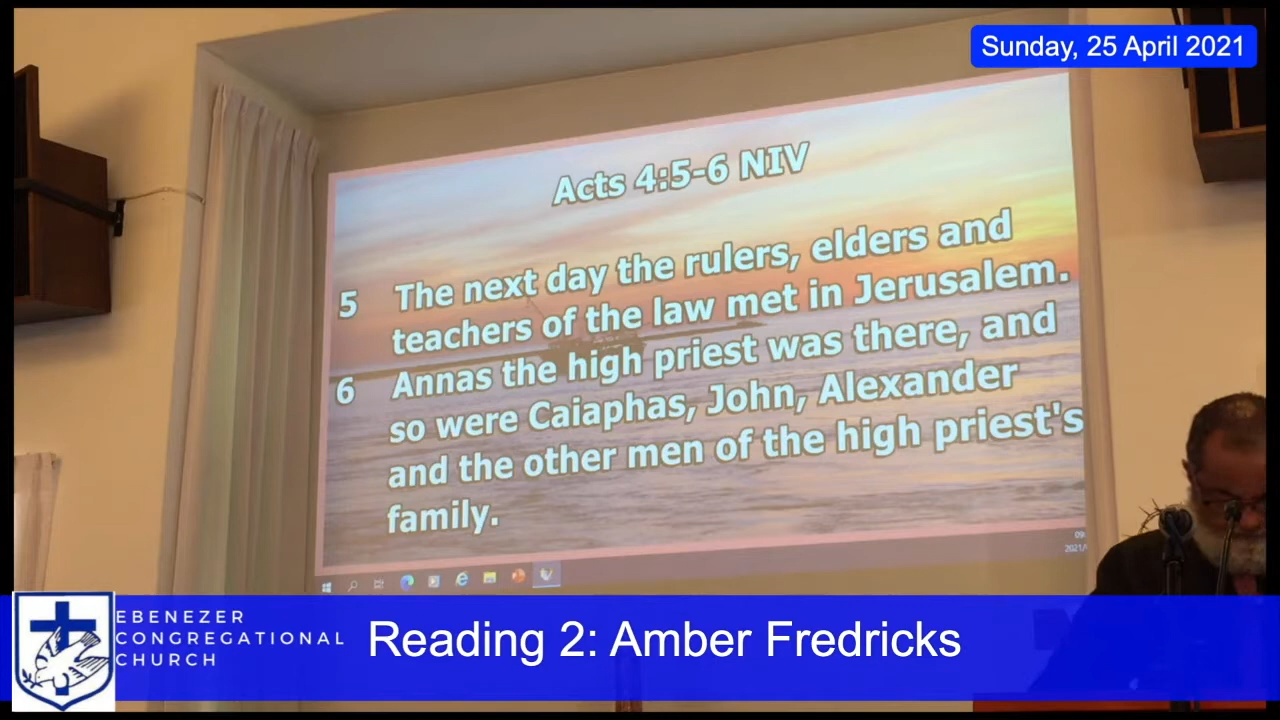 Sunday, 25 April 2021
Acts 4:5-6 NIV
5 The next day the rulers, elders and
teachers of the law met in Jerusalem.
6 Annas the high priest was there, and
so were Caiaphas, John, Alexander
and the other men of the high priest's
family.
EBENEZER
CONGREGATIONAL
CHURCH
Reading 2: Amber Fredricks